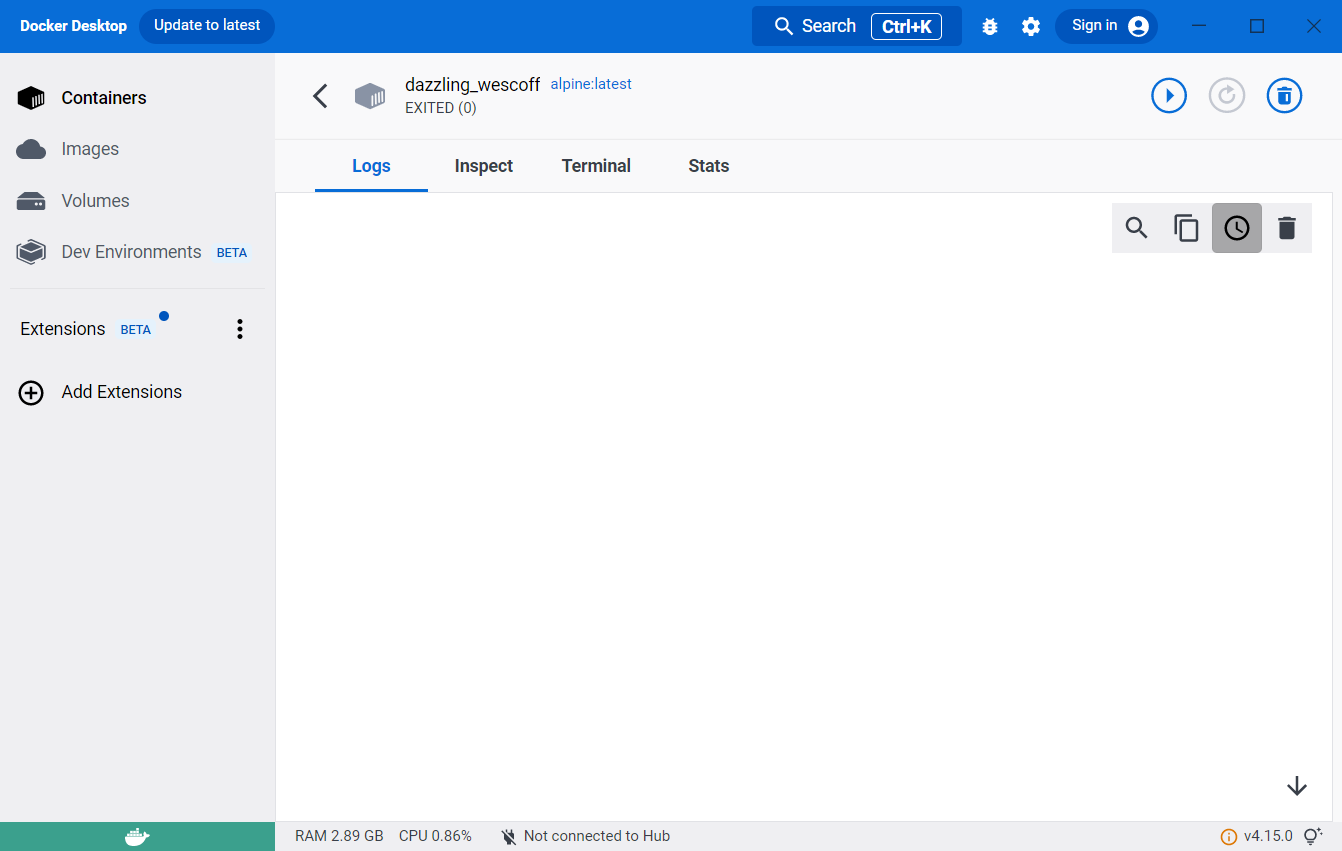 Docker Desktop Update to latest Search Ctrl+K Sign in
Containers
Images
Volumes
Dev Environments BETA
Extensions BETA
Add Extensions
dazzling_wescoff alpine:latest
EXITED (0)
Logs Inspect Terminal Stats
RAM 2.89 GB CPU 0.86% Not connected to Hub v4.15.0